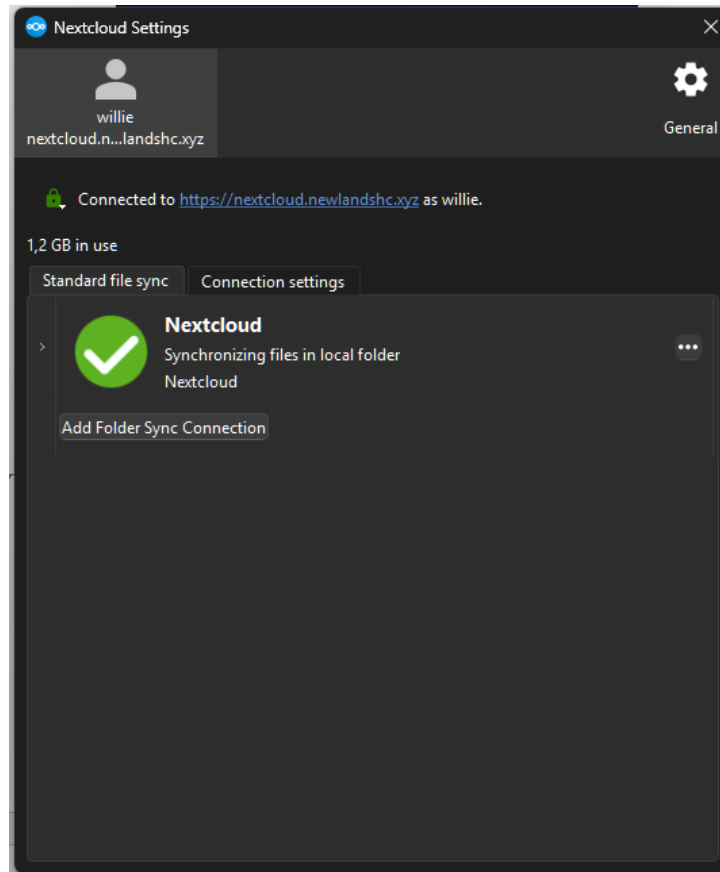 Nextcloud Settings
willie
nextcloud.n...landshc.xyz
General
Connected to https://nextcloud.newlandshc.xyz as willie.
1,2 GB in use
Standard file sync
Connection settings
Nextcloud
Synchronizing files in local folder
Nextcloud
Add Folder Sync Connection